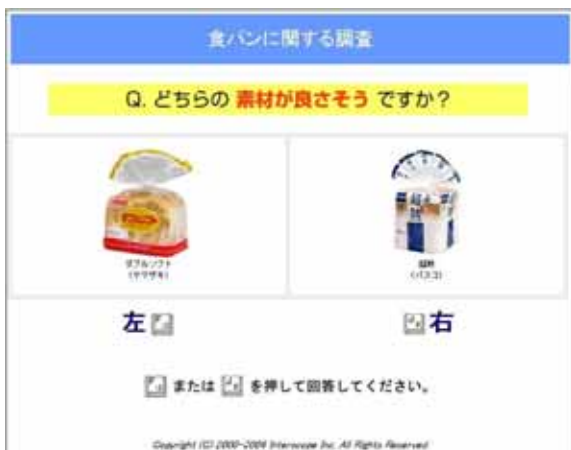 食パンに関する調査
Q. どちらの 素材が良さそう ですか？
ダブルソフト
(ヤマザキ)
超熟
(パスコ)
左
右
または を押して回答してください。
Copyright (C) 2000-2004 Interscope Inc. All Rights Reserved